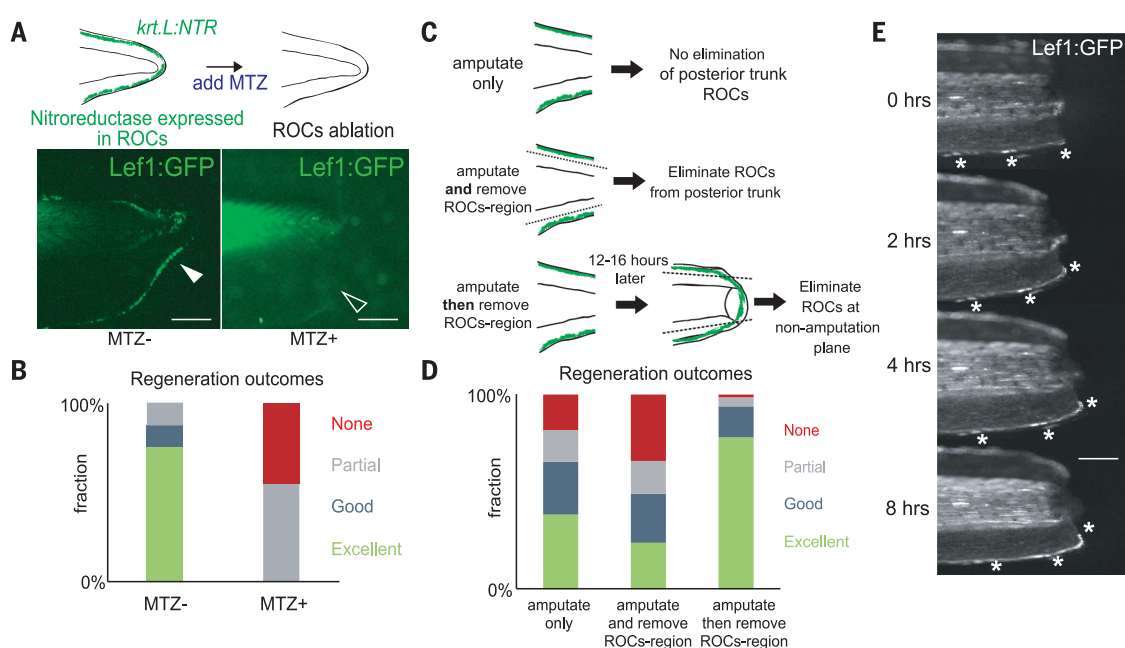 A
krt.L:NTR
add MTZ
Nitroreductase expressed
in ROCs
ROCs ablation
Lef1:GFP
Lef1:GFP
MTZ-
MTZ+
B
Regeneration outcomes
100%
fraction
0%
None
Partial
Good
Excellent
MTZ-
MTZ+
C
amputate
only
No elimination
of posterior trunk
ROCs
amputate
and remove
ROCs-region
Eliminate ROCs
from posterior trunk
amputate
then remove
ROCs-region
12-16 hours
later
Eliminate
ROCs at
non-amputation
plane
D
Regeneration outcomes
100%
fraction
0%
None
Partial
Good
Excellent
amputate
only
amputate
and remove
ROCs-region
amputate
then remove
ROCs-region
E
Lef1:GFP
0 hrs
* * *
2 hrs
*
* *
4 hrs
*
* *
8 hrs
*
* *